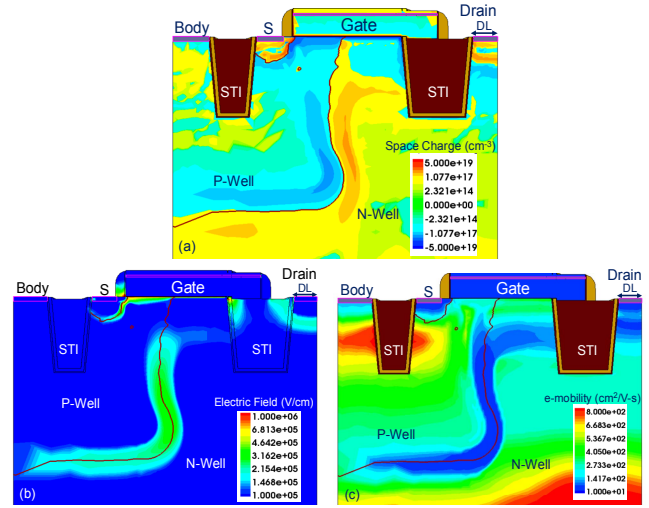 Body S Gate Drain
DL
STI STI
Space Charge (cm-3)
5.000e+19
1.077e+17
2.321e+14
0.000e+00
-2.321e+14
-1.077e+17
-5.000e+19
P-Well
N-Well
(a)
Body S Gate Drain
DL
STI STI
Electric Field (V/cm)
1.000e+06
6.813e+05
4.642e+05
3.162e+05
2.154e+05
1.468e+05
1.000e+05
P-Well
N-Well
(b)
Body S Gate Drain
DL
STI STI
e-mobility (cm2/V-s)
8.000e+02
6.683e+02
5.367e+02
4.050e+02
2.733e+02
1.417e+02
1.000e+01
P-Well
N-Well
(c)